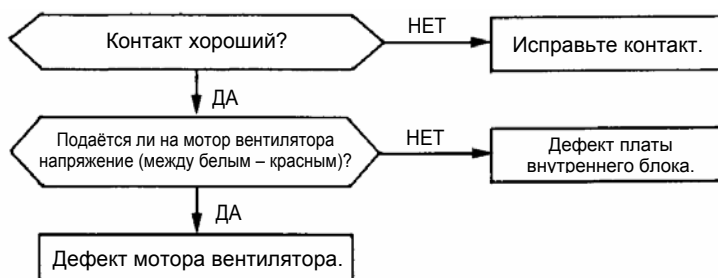 Контакт хороший?
НЕТ
Исправьте контакт.
ДА
Подаётся ли на мотор вентилятора
напряжение (между белым – красным)?
НЕТ
Дефект платы
внутреннего блока.
ДА
Дефект мотора вентилятора.